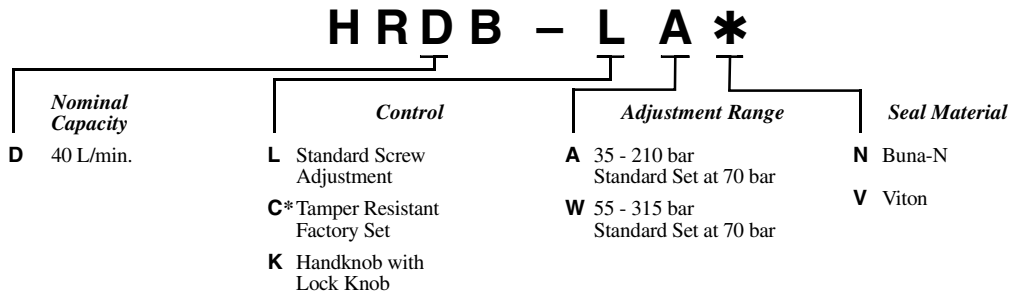 HRDB – LA*
Nominal
Capacity
D 40 L/min.
Control
L Standard Screw
Adjustment
C* Tamper Resistant
Factory Set
K Handknob with
Lock Knob
Adjustment Range
A 35 - 210 bar
Standard Set at 70 bar
W 55 - 315 bar
Standard Set at 70 bar
Seal Material
N Buna-N
V Viton